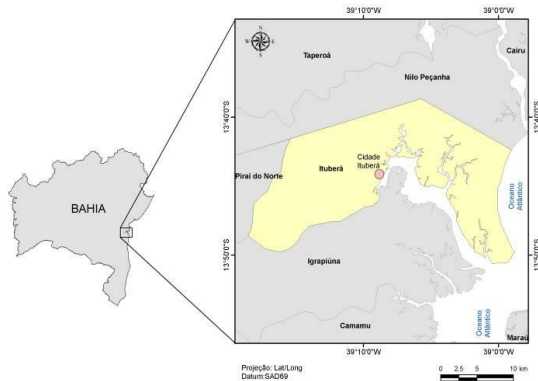 39°10'0"W
39°0'0"W
N
W
E
S
Taperoá
Cairu
Nilo Peçanha
13°40'0"S
13°40'0"S
Cidade
Ituberá
Pirai do Norte
Ituberá
BAHIA
Oceano
Atlântico
13°50'0"S
13°50'0"S
Igrapiúna
Camamu
Oceano
Atlântico
Maraú
39°10'0"W
39°0'0"W
Projeção: Lat/Long
Datum:SAD69
0 2,5 5 10 km